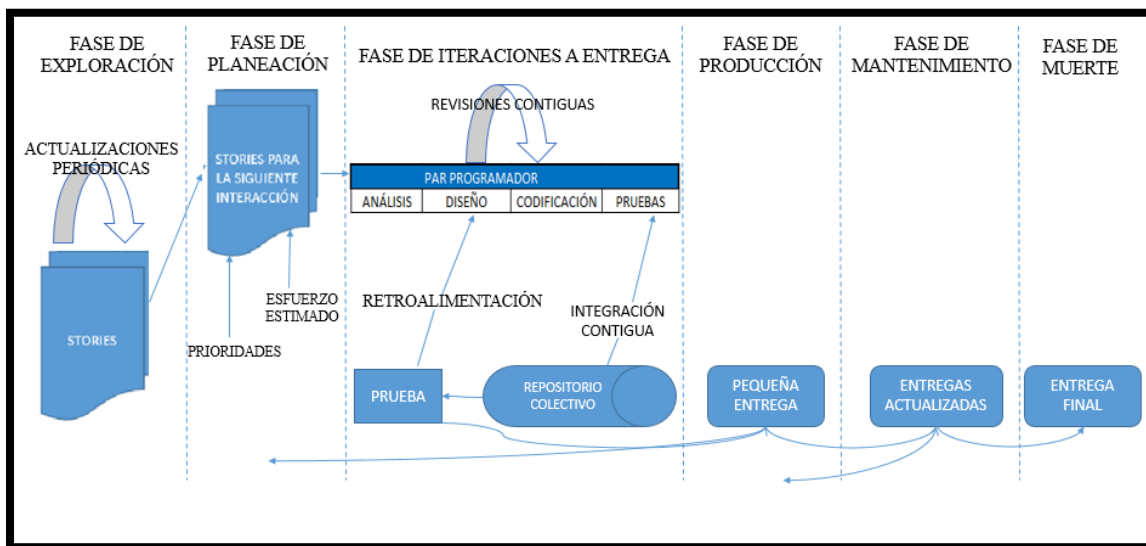 FASE DE
EXPLORACIÓN
FASE DE
PLANEACIÓN
FASE DE ITERACIONES A ENTREGA
FASE DE
PRODUCCIÓN
FASE DE
MANTENIMIENTO
FASE DE
MUERTE
ACTUALIZACIONES
PERIÓDICAS
STORIES
STORIES PARA
LA SIGUIENTE
INTERACCIÓN
PRIORIDADES
ESFUERZO
ESTIMADO
REVISIONES CONTIGUAS
PAR PROGRAMADOR
ANÁLISIS
DISEÑO
CODIFICACIÓN
PRUEBAS
RETROALIMENTACIÓN
INTEGRACIÓN
CONTIGUA
PRUEBA
REPOSITORIO
COLECTIVO
PEQUEÑA
ENTREGA
ENTREGAS
ACTUALIZADAS
ENTREGA
FINAL